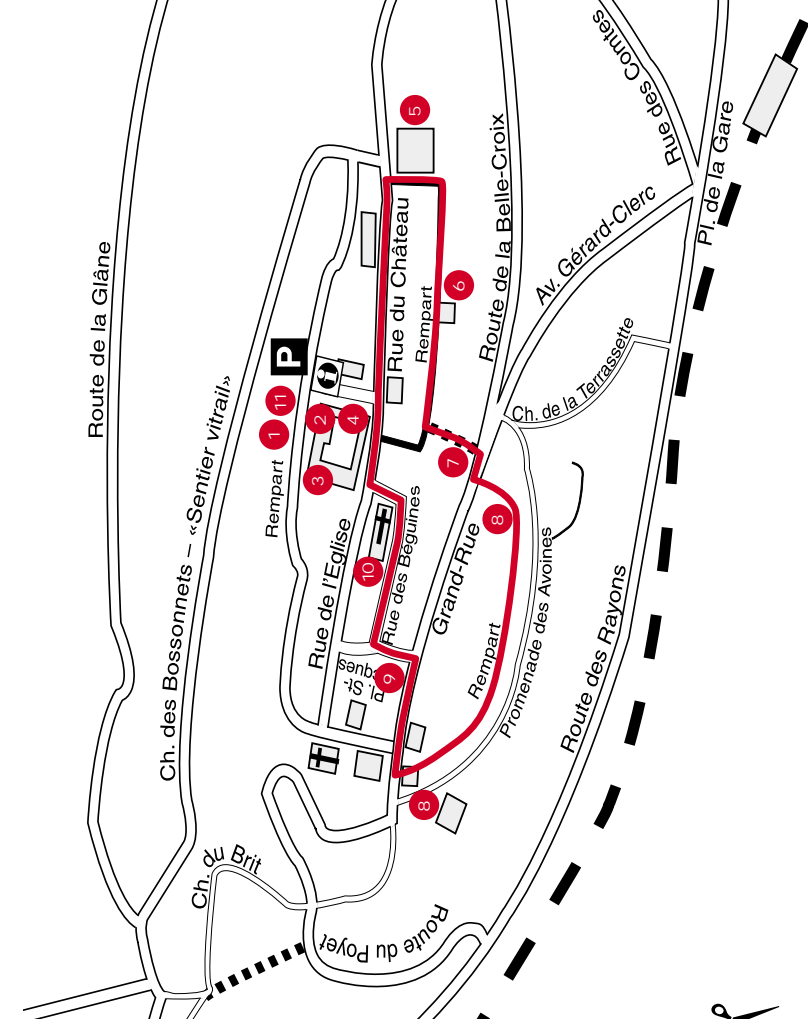 Rue des Comtes
Pl. de la Gare
5
Route de la Belle-Croix
Av. Gérard-Clerc
Rue du Château
Rempart
6
Route de la Glâne
P
i
Ch. de la Terrassette
Ch. des Bossonnets – «Sentier vitrail»
11
1
2
4
3
7
8
Rempart
Rue des Béguines
Rue de l'Eglise
10
Grand-Rue
Promenade des Avoines
Rempart
Route des Rayons
Pl. St-
Jacques
9
8
Ch. du Brit
Route du Poyet